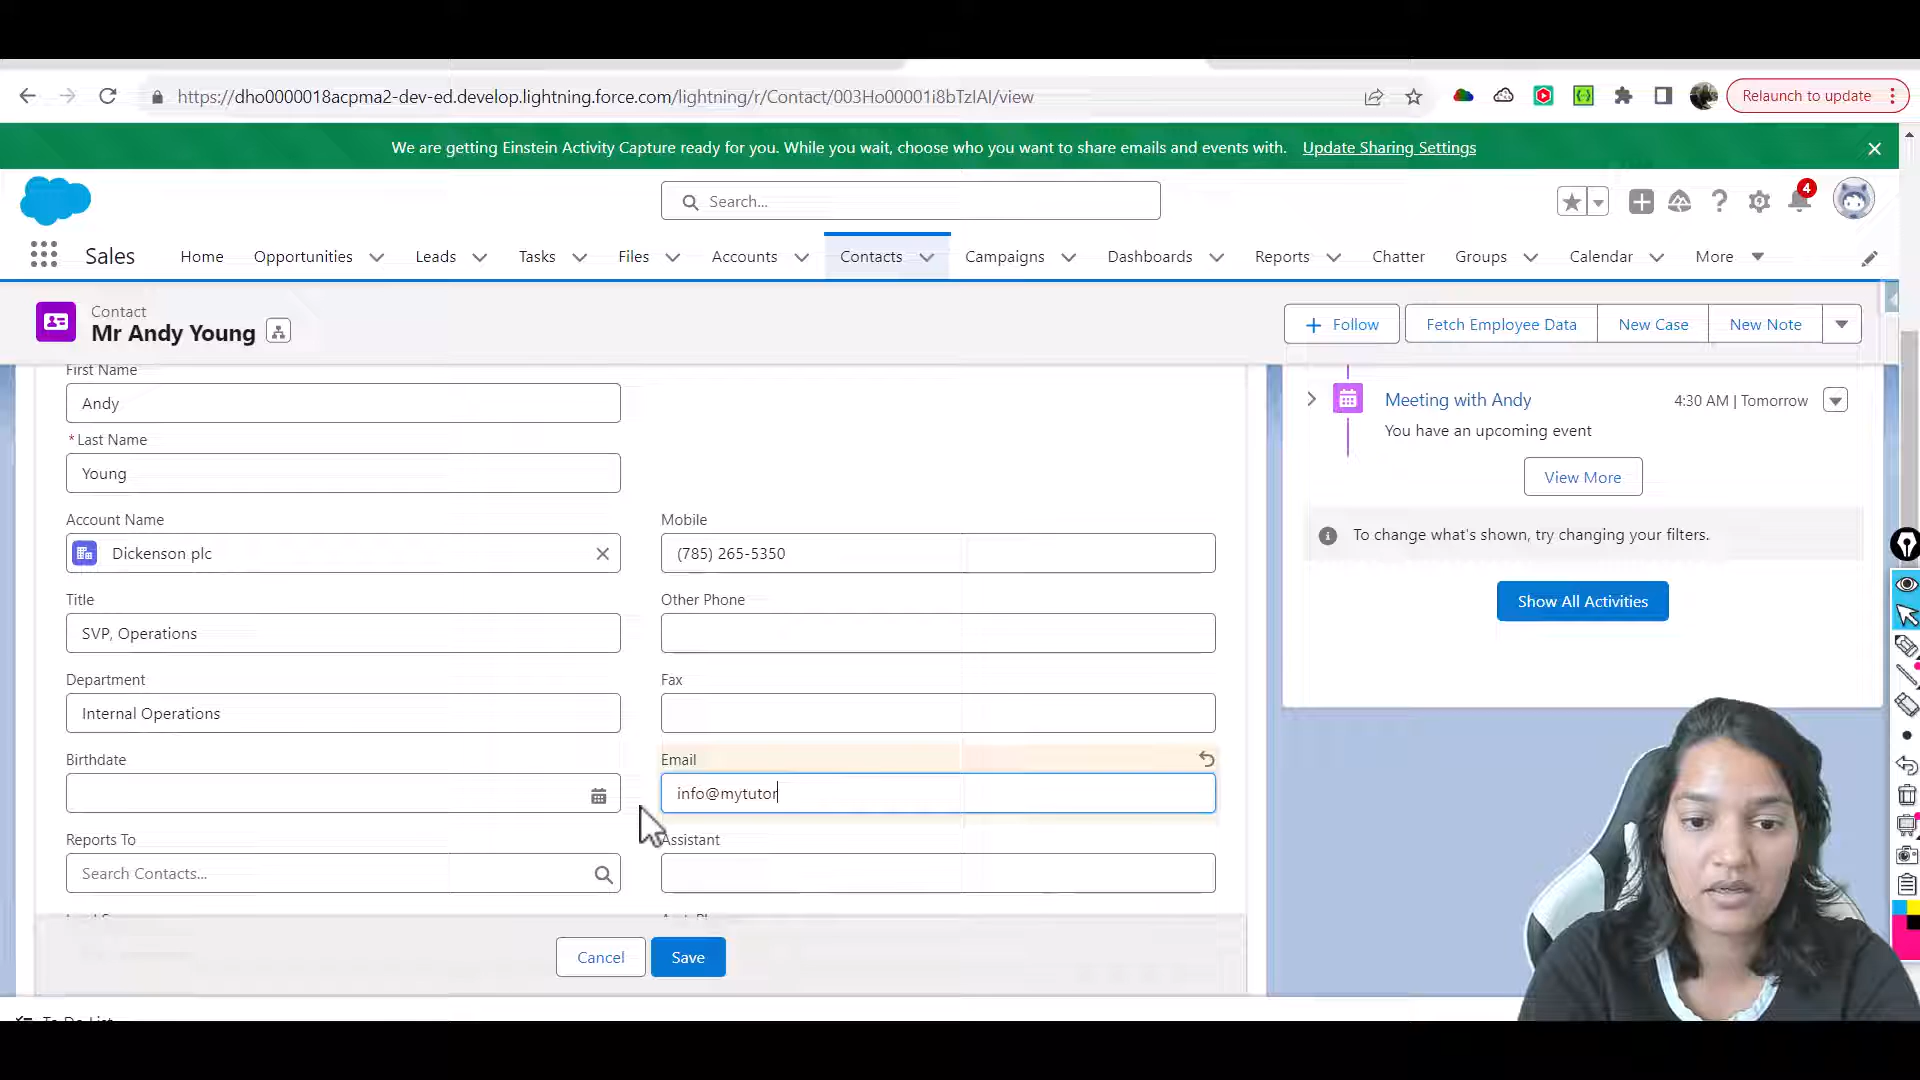 https://dho0000018acpma2-dev-ed.develop.lightning.force.com/lightning/r/Contact/003Ho00001i8bTzIAI/view
Relaunch to update
We are getting Einstein Activity Capture ready for you. While you wait, choose who you want to share emails and events with. Update Sharing Settings
Search...
4
Sales Home Opportunities Leads Tasks Files Accounts Contacts Campaigns Dashboards Reports Chatter Groups Calendar More
Contact
Mr Andy Young
Follow Fetch Employee Data New Case New Note
First Name
Andy
*Last Name
Young
Account Name
Dickenson plc
Title
SVP, Operations
Department
Internal Operations
Birthdate
Reports To
Search Contacts...
Mobile
(785) 265-5350
Other Phone
Fax
Email
info@mytutor
Assistant
Cancel Save
Meeting with Andy 4:30 AM | Tomorrow
You have an upcoming event
View More
To change what's shown, try changing your filters.
Show All Activities
To Do List